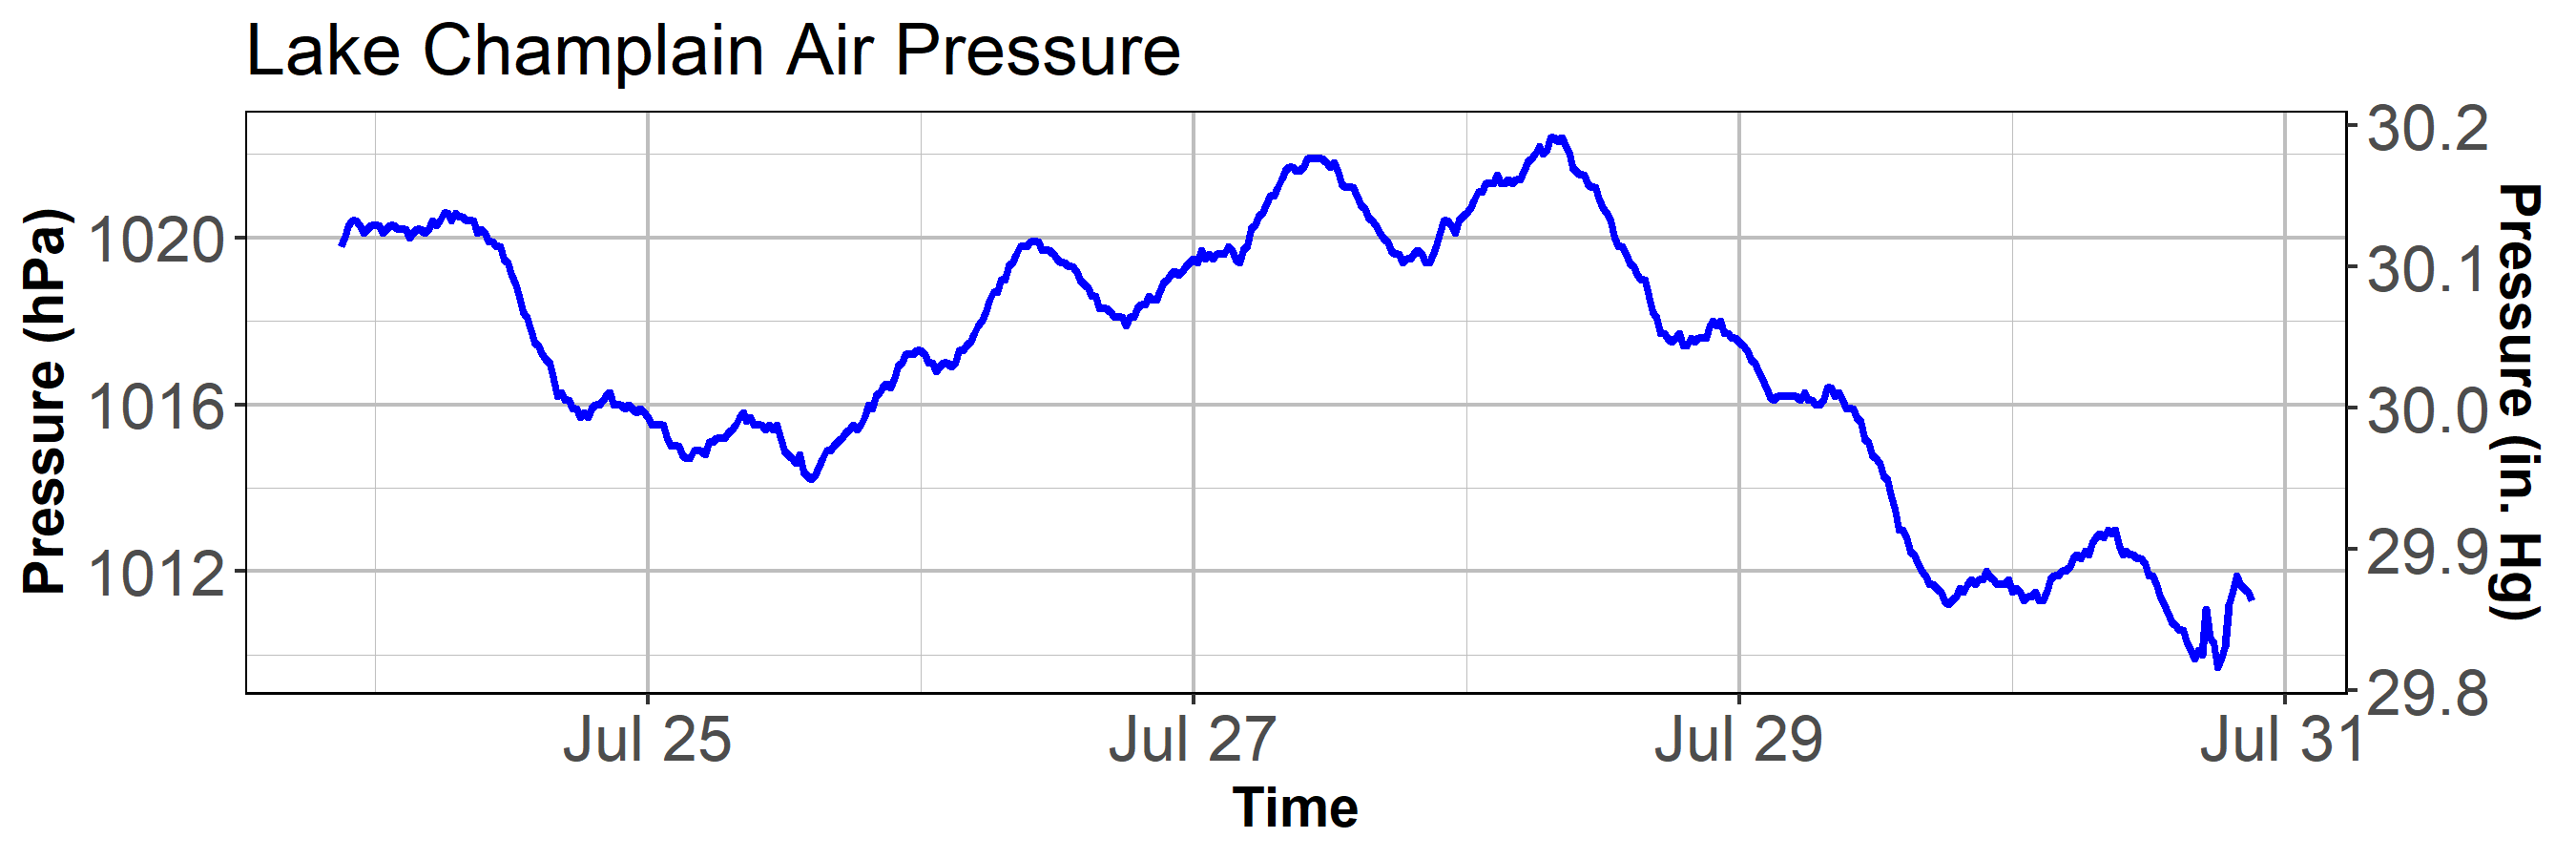 Lake Champlain Air Pressure
Pressure (hPa)
1020
1016
1012
30.2
30.1
30.0
29.9
29.8
Pressure (in. Hg)
Jul 25
Jul 27
Jul 29
Jul 31
Time